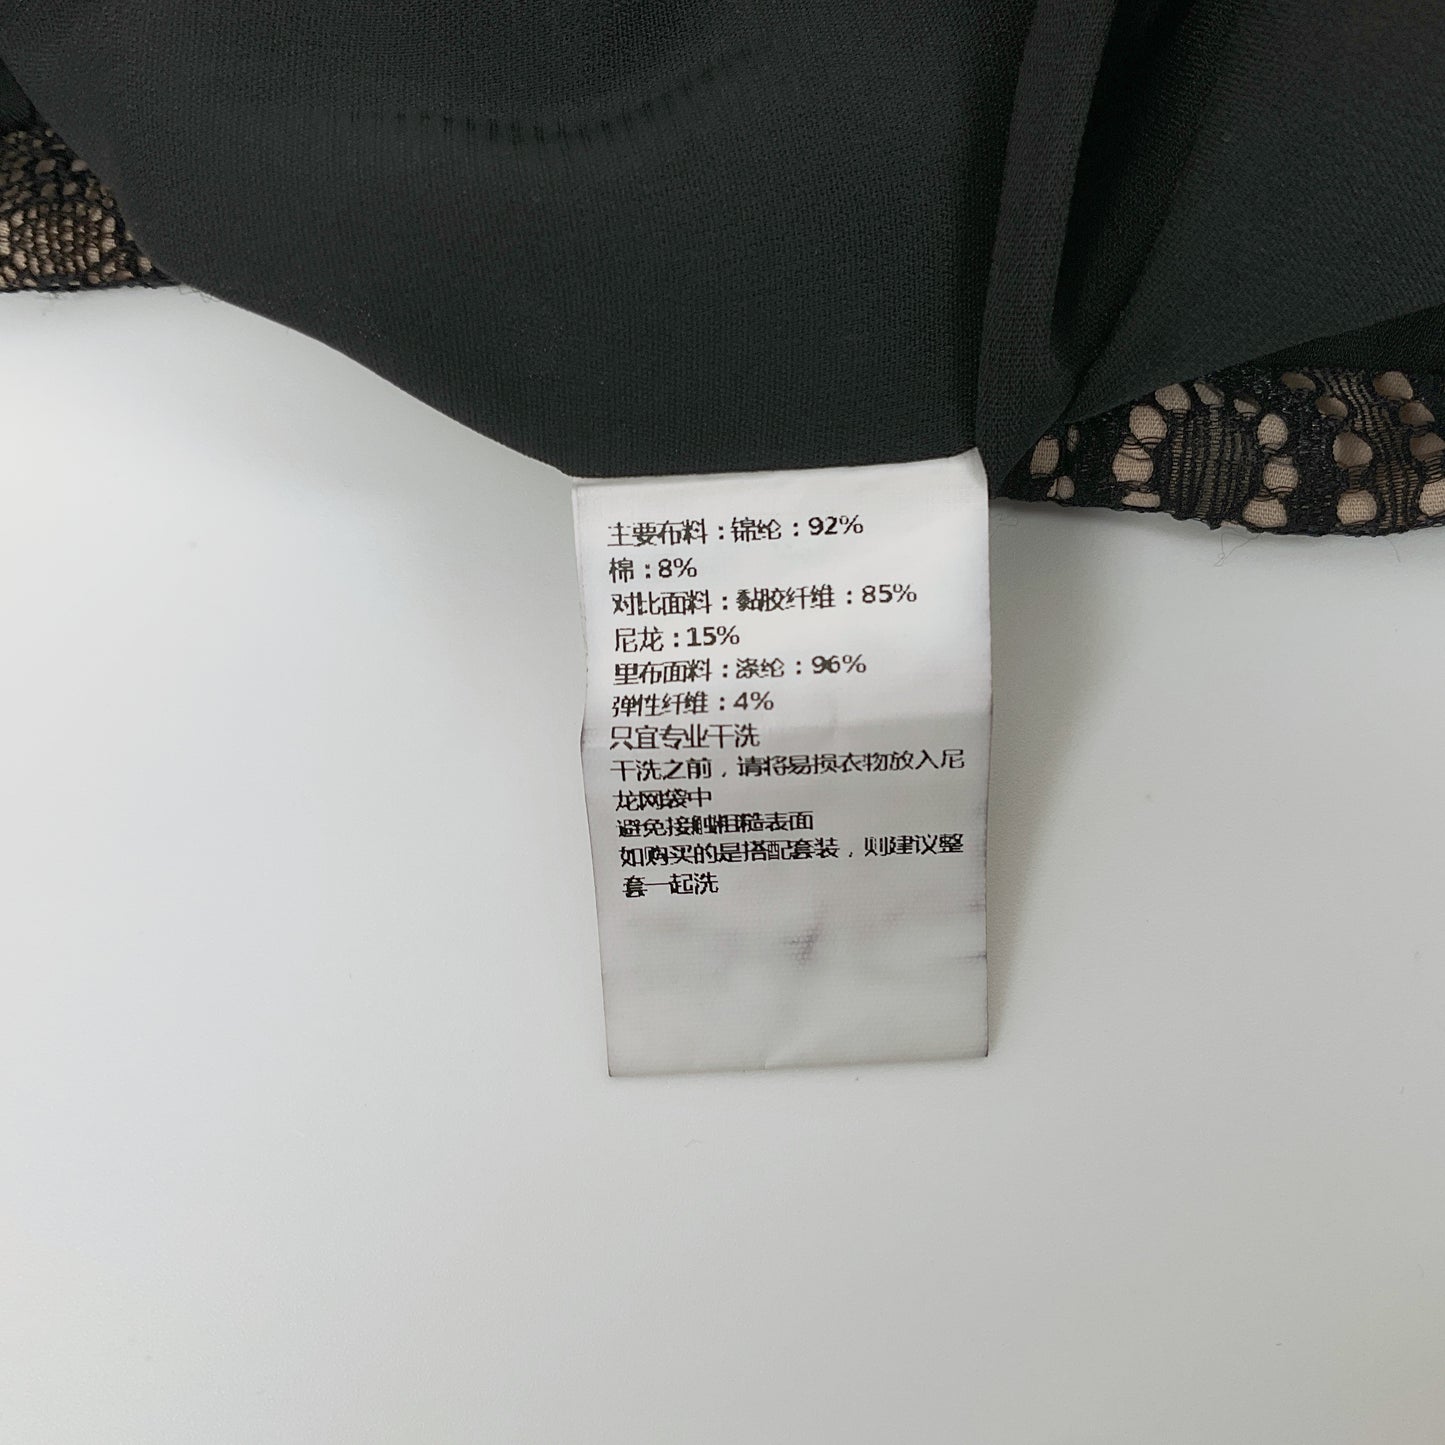 主要布料：锦纶：92%
棉：8%
对比面料：黏胶纤维：85%
尼龙：15%
里布面料：涤纶：96%
弹性纤维：4%
只宜专业干洗
干洗之前，请将易损衣物放入尼
龙网袋中
避免接触粗糙表面
如购买的是搭配套装，则建议整
套一起洗